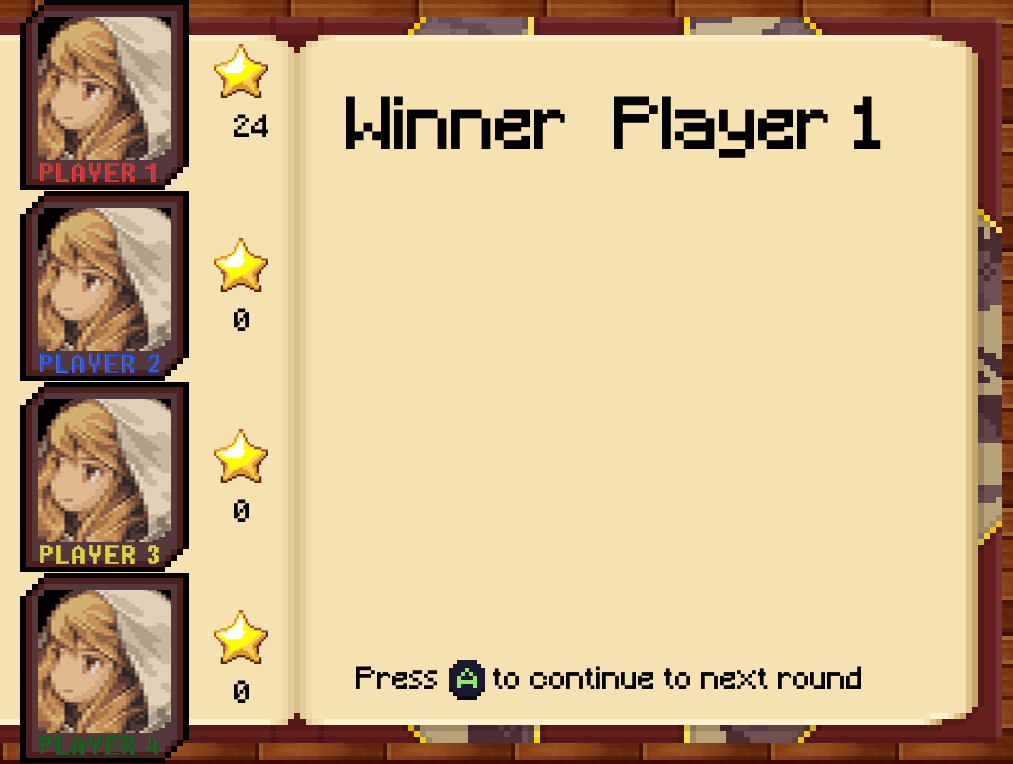 24
PLAYER 1
Winner Player 1
0
PLAYER 2
0
PLAYER 3
0
PLAYER 4
Press A to continue to next round